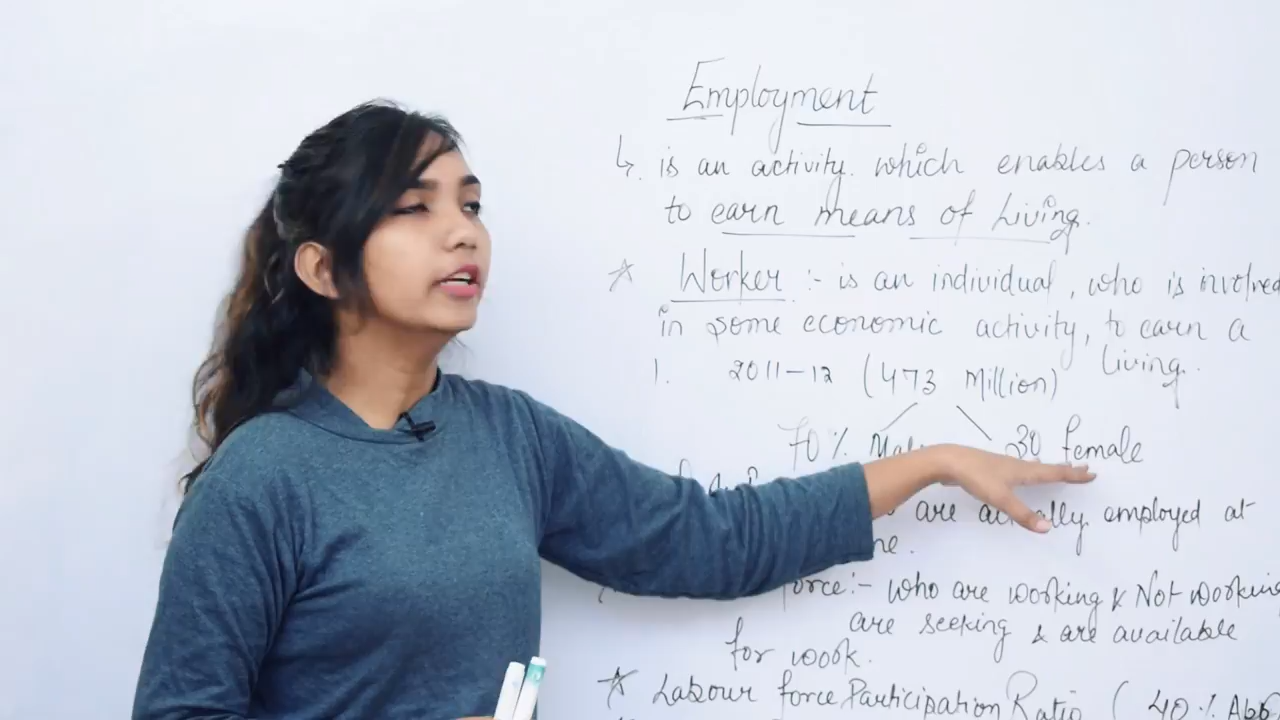 Employment
↳ is an activity which enables a person
to earn means of Living.
☆ Worker :- is an individual, who is involved
in some economic activity, to earn a
Living.
1. 2011-12 (473 Million)
70% 30 female
are actually employed at
force:- who are working & Not working
are seeking & are available
for work.
☆ Labour force Participation Ratio ( 40 %